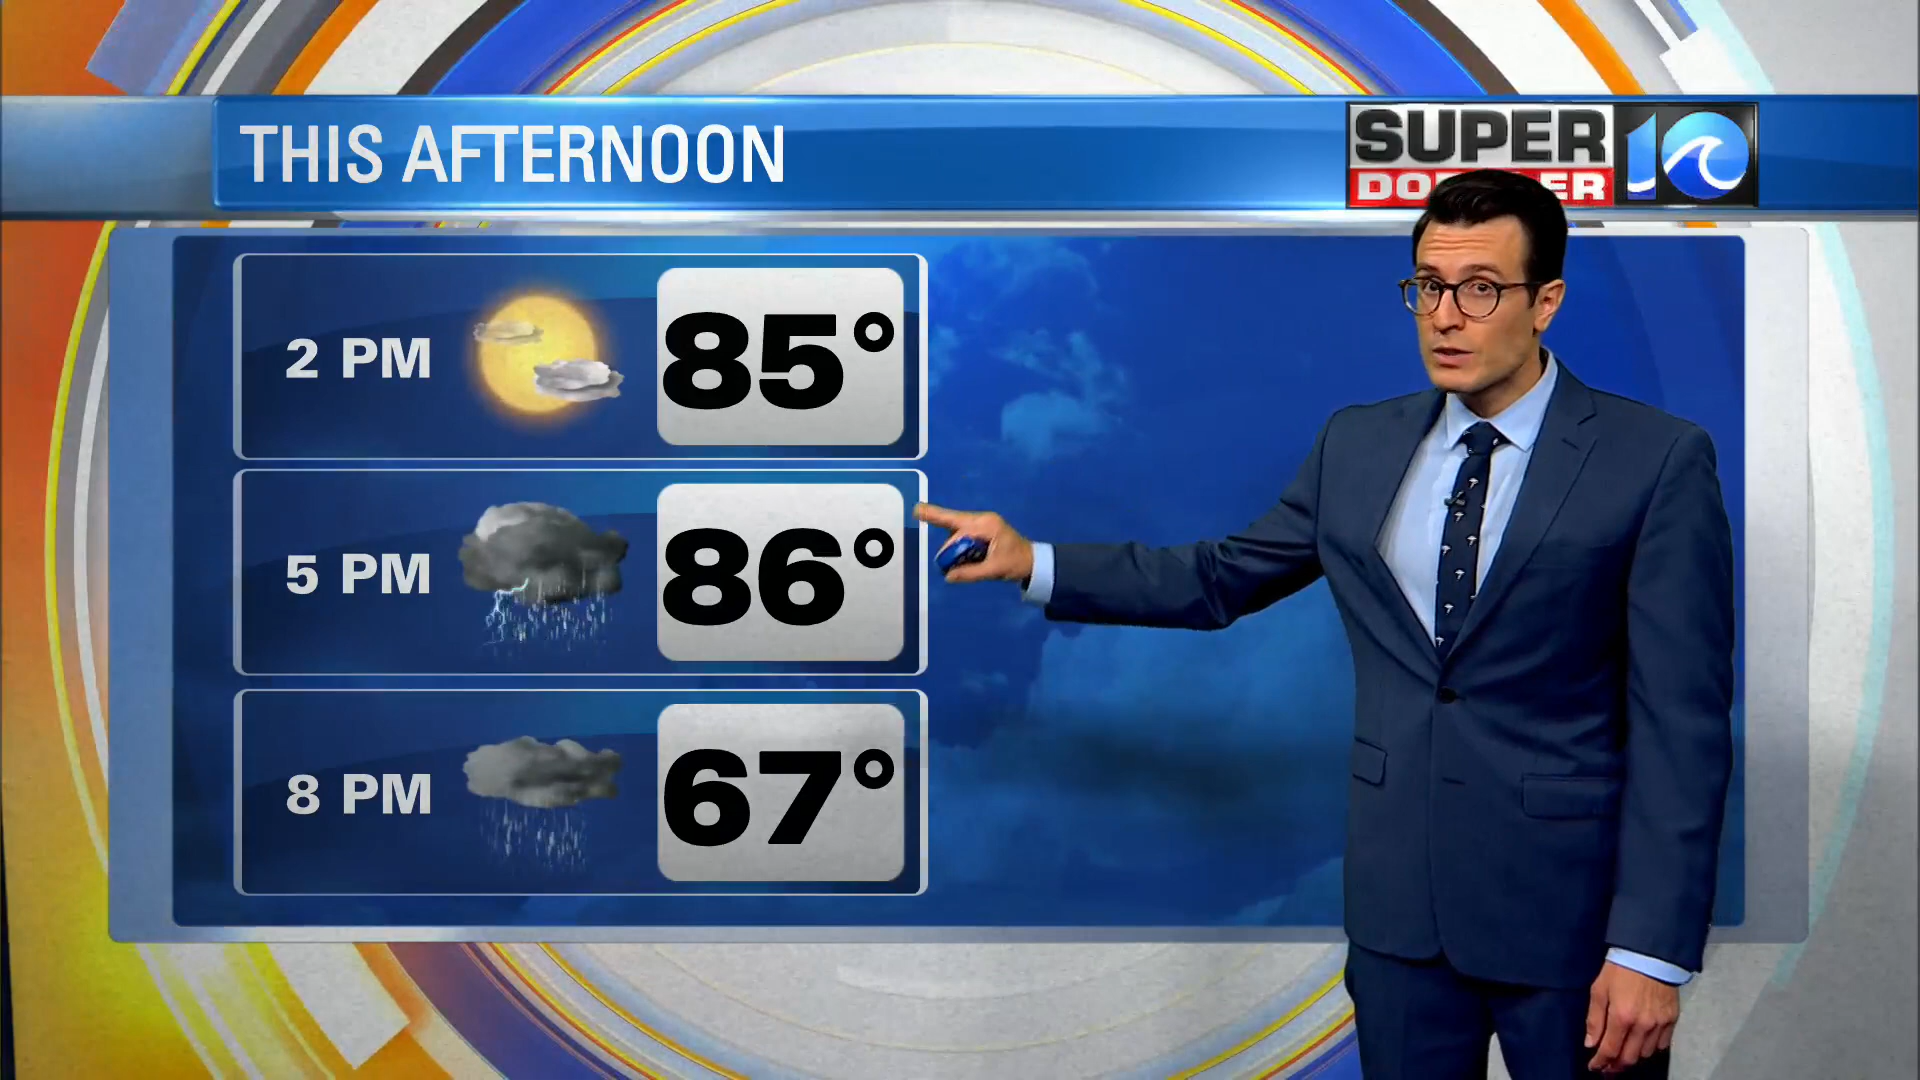 THIS AFTERNOON
SUPER
10
2 PM
85°
5 PM
86°
8 PM
67°